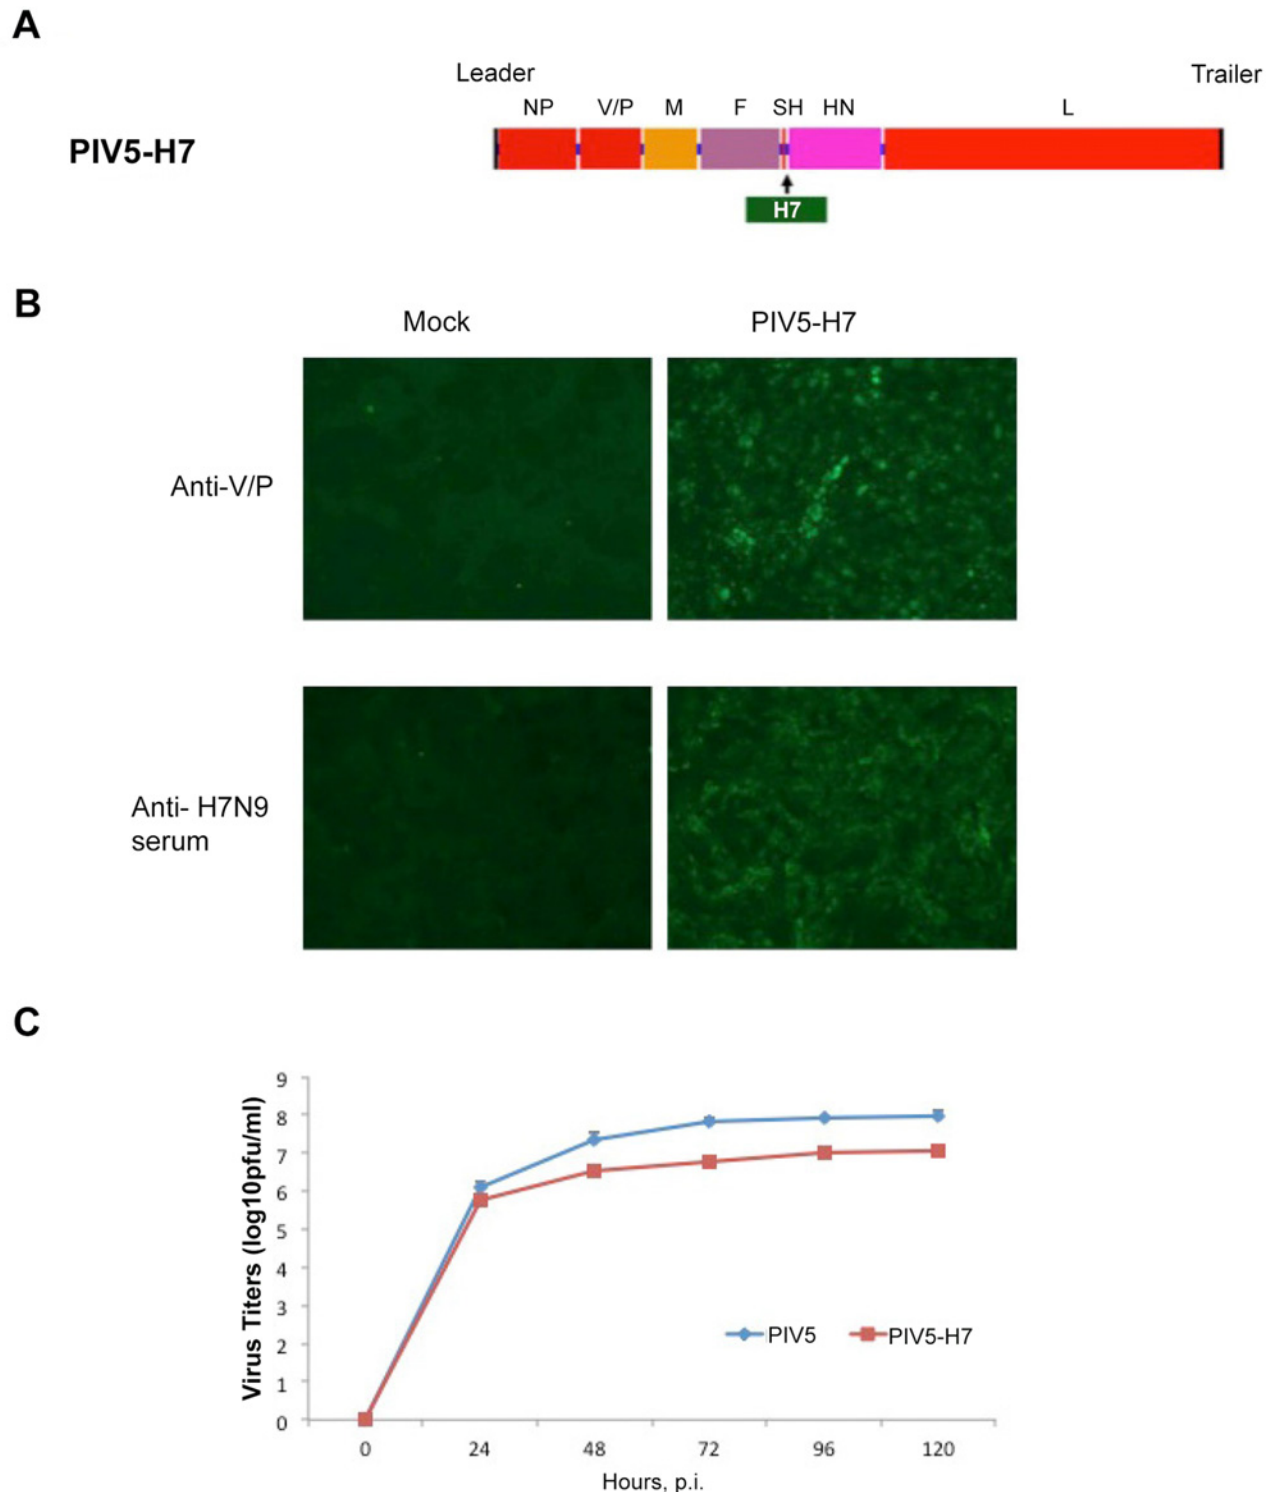 A
Leader Trailer
NP V/P M F SH HN L
PIV5-H7
H7
B
Mock PIV5-H7
Anti-V/P
Anti- H7N9
serum
C
Virus Titers (log10pfu/ml)
9
8
7
6
5
4
3
2
1
0
PIV5 PIV5-H7
0 24 48 72 96 120
Hours, p.i.